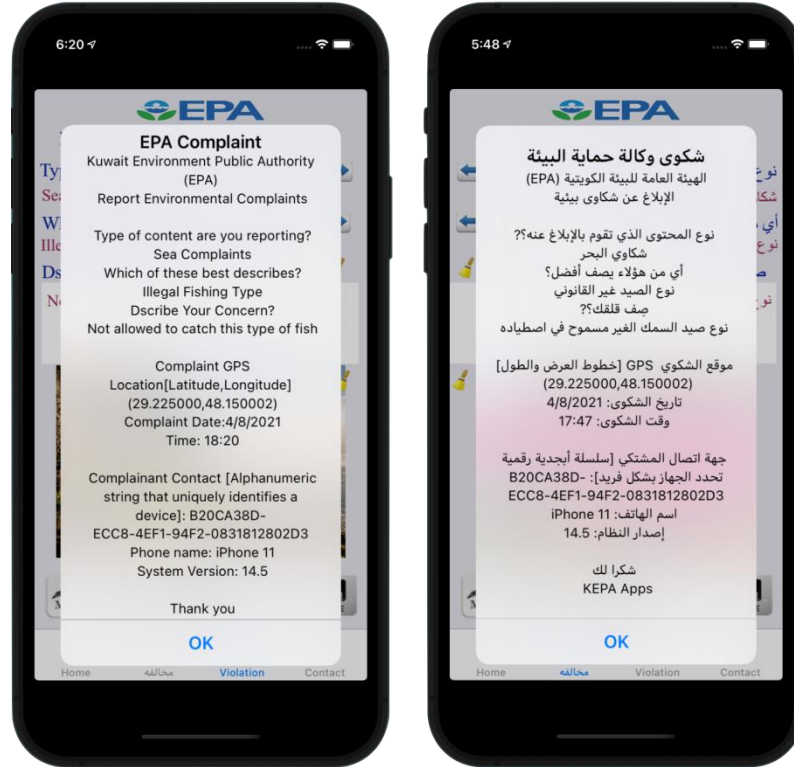 6:20
EPA
EPA Complaint
Kuwait Environment Public Authority
(EPA)
Report Environmental Complaints
Type of content are you reporting?
Sea Complaints
Which of these best describes?
Illegal Fishing Type
Dscribe Your Concern?
Not allowed to catch this type of fish
Complaint GPS
Location[Latitude,Longitude]
(29.225000,48.150002)
Complaint Date:4/8/2021
Time: 18:20
Complainant Contact [Alphanumeric
string that uniquely identifies a
device]: B20CA38D-
ECC8-4EF1-94F2-0831812802D3
Phone name: iPhone 11
System Version: 14.5
Thank you
OK
Home مخالفه Violation Contact
5:48
EPA
شكوى وكالة حماية البيئة
الهيئة العامة للبيئة الكويتية (EPA)
الإبلاغ عن شكاوى بيئية
نوع المحتوى الذي تقوم بالإبلاغ عنه؟?
شكاوي البحر
أي من هؤلاء يصف أفضل؟
نوع الصيد غير القانوني
صِف قلقك؟?
نوع صيد السمك الغير مسموح في اصطياده
موقع الشكوي GPS [خطوط العرض والطول]
(29.225000,48.150002)
تاريخ الشكوى: 4/8/2021
وقت الشكوى: 17:47
جهة اتصال المشتكي [سلسلة أبجدية رقمية
تحدد الجهاز بشكل فريد]: B20CA38D-
ECC8-4EF1-94F2-0831812802D3
اسم الهاتف: iPhone 11
إصدار النظام: 14.5
شكرا لك
KEPA Apps
OK
Home مخالفه Violation Contact